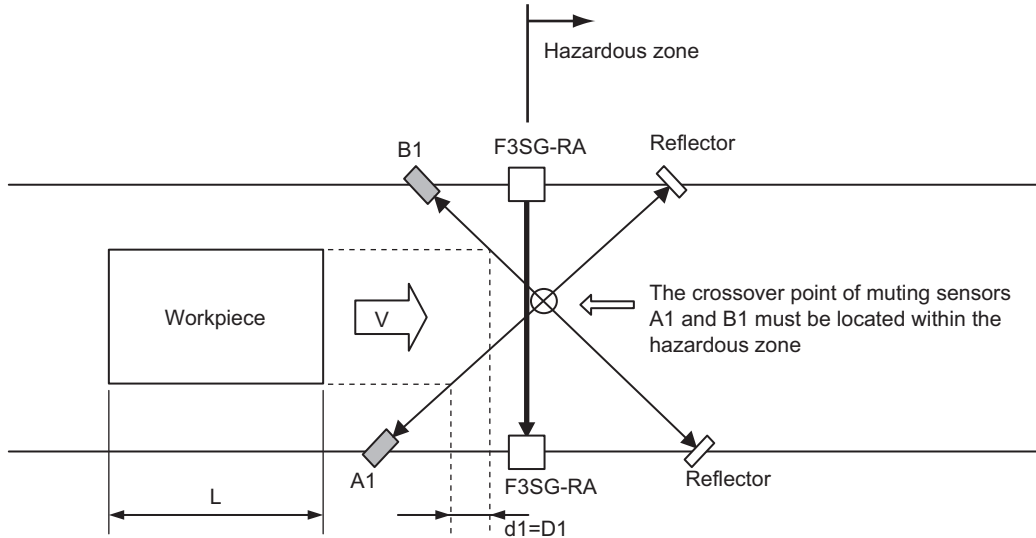 Hazardous zone
B1
F3SG-RA
Reflector
Workpiece
V
The crossover point of muting sensors
A1 and B1 must be located within the
hazardous zone
A1
F3SG-RA
Reflector
L
d1=D1